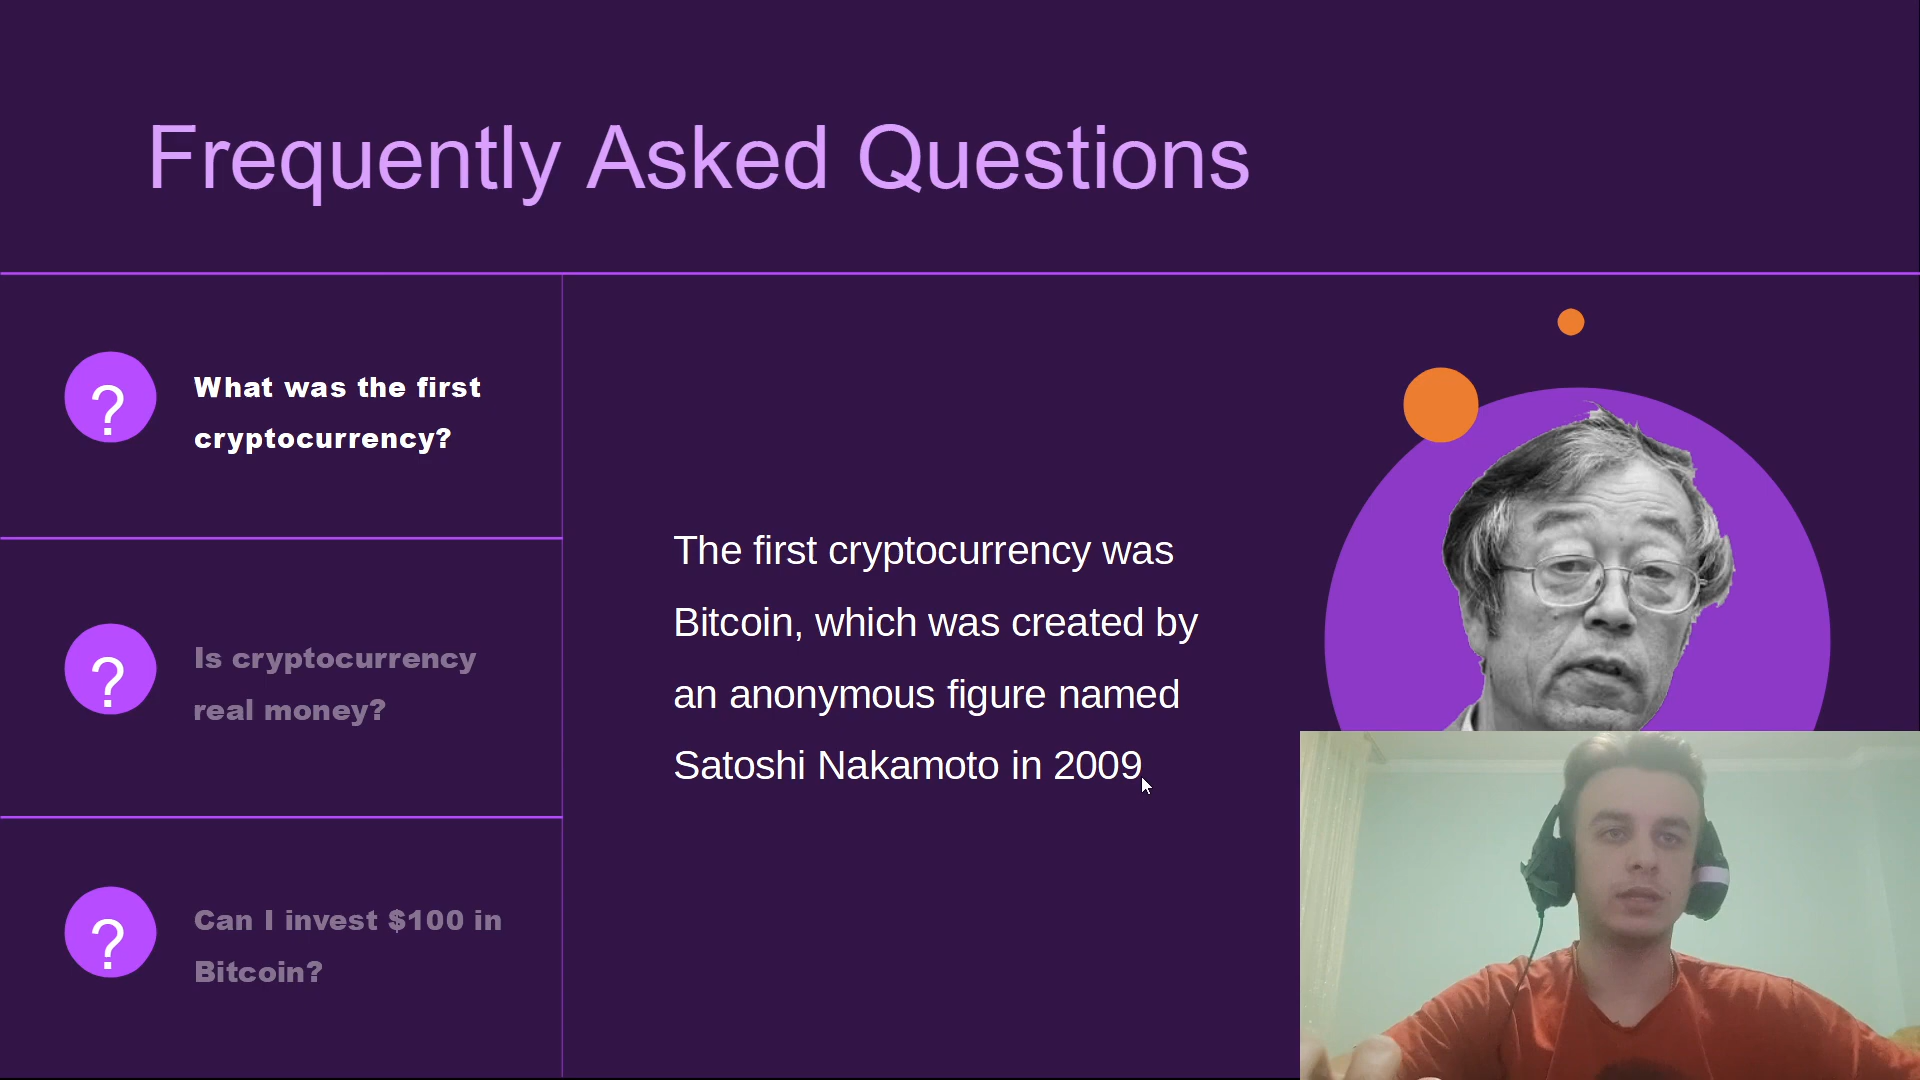 Frequently Asked Questions
?
What was the first
cryptocurrency?
The first cryptocurrency was
Bitcoin, which was created by
an anonymous figure named
Satoshi Nakamoto in 2009
?
Is cryptocurrency
real money?
?
Can I invest $100 in
Bitcoin?